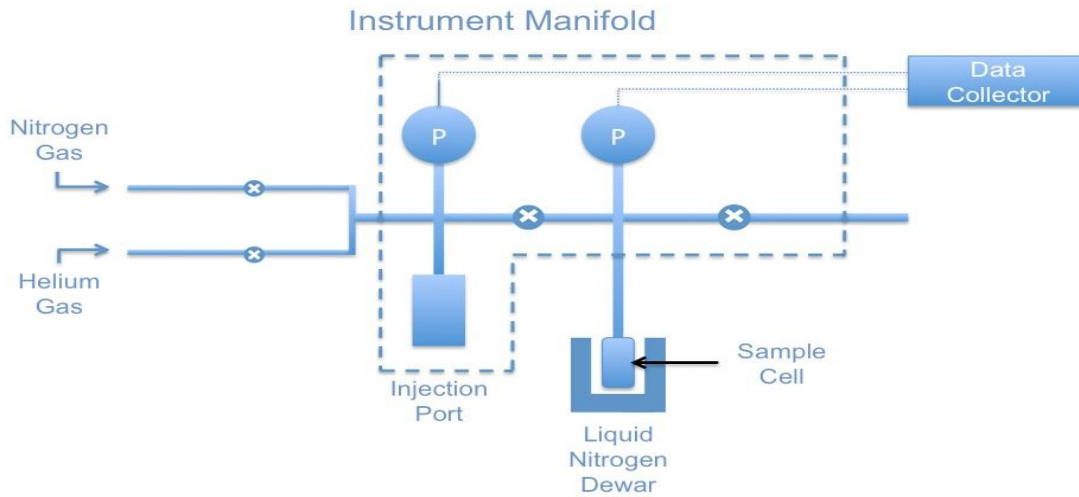 Instrument Manifold
Data
Collector
P
P
Nitrogen
Gas
Helium
Gas
Injection
Port
Sample
Cell
Liquid
Nitrogen
Dewar